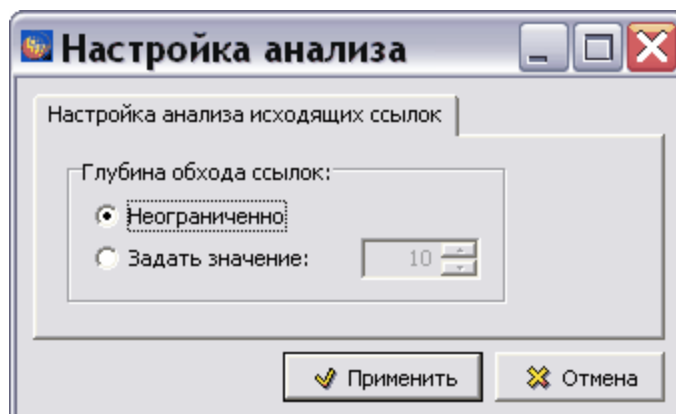 Настройка анализа
Настройка анализа исходящих ссылок
Глубина обхода ссылок:
Неограниченно
Задать значение: 10
Применить Отмена